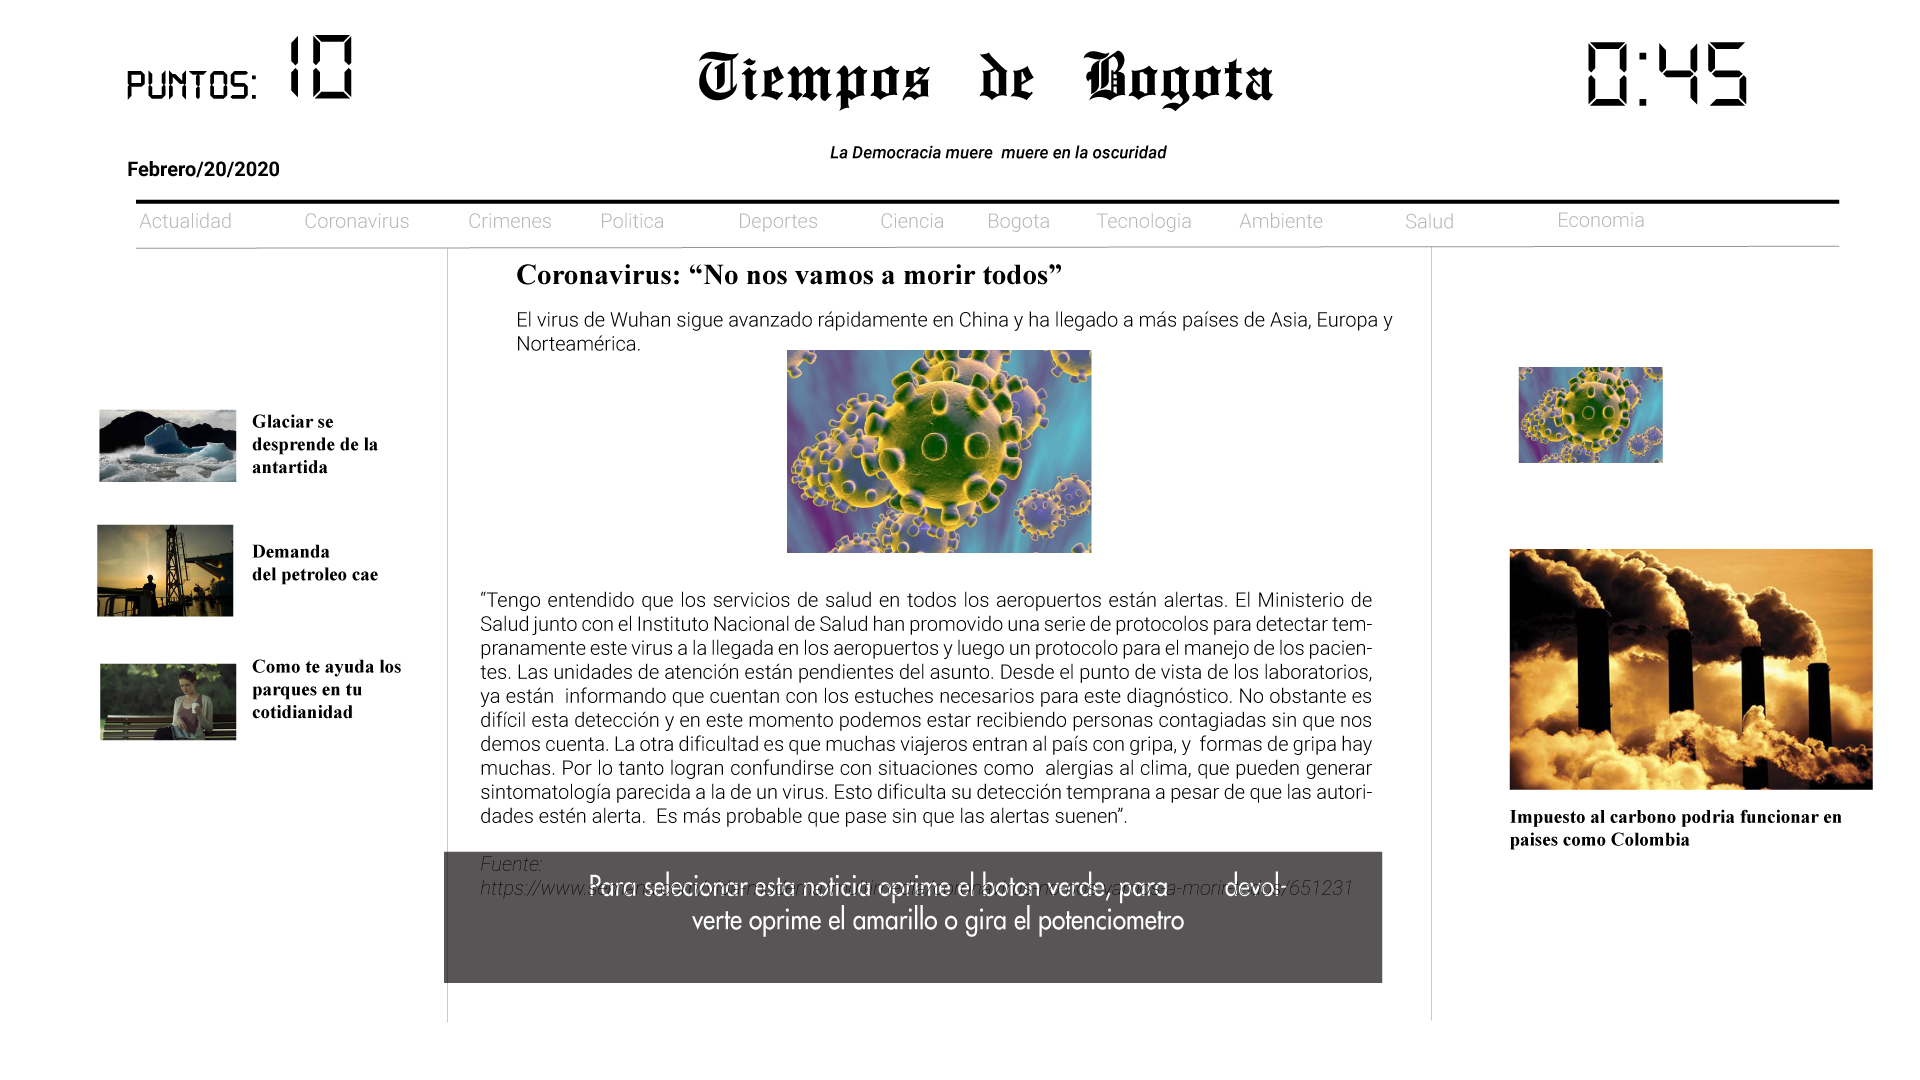 PUNTOS: 10
Tiempos de Bogota
0:45
La Democracia muere muere en la oscuridad
Febrero/20/2020
Actualidad Coronavirus Crimenes Politica Deportes Ciencia Bogota Tecnologia Ambiente Salud Economia
Coronavirus: “No nos vamos a morir todos”
El virus de Wuhan sigue avanzado rápidamente en China y ha llegado a más países de Asia, Europa y
Norteamérica.
Glaciar se
desprende de la
antartida
Demanda
del petroleo cae
Como te ayuda los
parques en tu
cotidianidad
“Tengo entendido que los servicios de salud en todos los aeropuertos están alertas. El Ministerio de
Salud junto con el Instituto Nacional de Salud han promovido una serie de protocolos para detectar tem-
pranamente este virus a la llegada en los aeropuertos y luego un protocolo para el manejo de los pacien-
tes. Las unidades de atención están pendientes del asunto. Desde el punto de vista de los laboratorios,
ya están informando que cuentan con los estuches necesarios para este diagnóstico. No obstante es
difícil esta detección y en este momento podemos estar recibiendo personas contagiadas sin que nos
demos cuenta. La otra dificultad es que muchas viajeros entran al país con gripa, y formas de gripa hay
muchas. Por lo tanto logran confundirse con situaciones como alergias al clima, que pueden generar
sintomatología parecida a la de un virus. Esto dificulta su detección temprana a pesar de que las autori-
dades estén alerta. Es más probable que pase sin que las alertas suenen”.
Fuente:
Para selecionar esta noticia oprime el boton verde, para devol-
verte oprime el amarillo o gira el potenciometro
Impuesto al carbono podria funcionar en
paises como Colombia